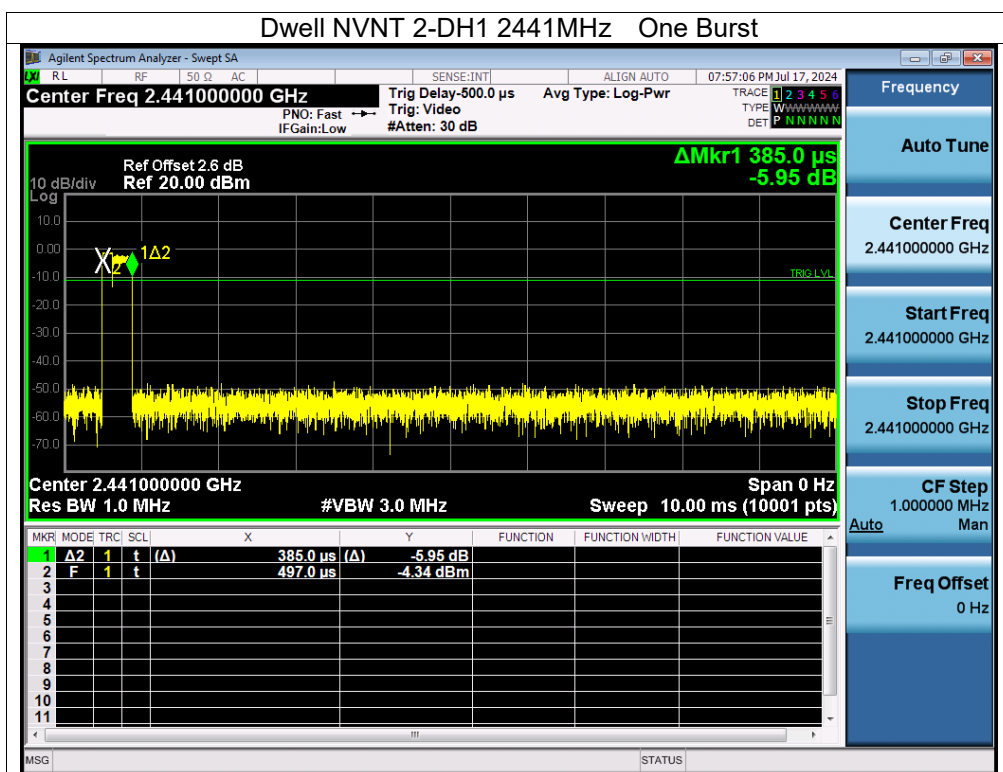 Dwell NVNT 2-DH1 2441MHz One Burst
Agilent Spectrum Analyzer - Swept SA
LXI RL RF 50 Ω AC SENSE:INT ALIGN AUTO 07:57:06 PM Jul 17, 2024
Center Freq 2.441000000 GHz Trig Delay-500.0 µs Avg Type: Log-Pwr TRACE 1 2 3 4 5 6
PNO: Fast Trig: Video TYPE WWWWWWW
IFGain:Low #Atten: 30 dB DET P N N N N N
Ref Offset 2.6 dB ΔMkr1 385.0 µs
10 dB/div Ref 20.00 dBm -5.95 dB
Log
10.0
0.00
1Δ2
X2
-10.0
TRIG LVL
-20.0
-30.0
-40.0
-50.0
-60.0
-70.0
Center 2.441000000 GHz Span 0 Hz
Res BW 1.0 MHz #VBW 3.0 MHz Sweep 10.00 ms (10001 pts)
MKR MODE TRC SCL X Y FUNCTION FUNCTION WIDTH FUNCTION VALUE
1 Δ2 1 t (Δ) 385.0 µs (Δ) -5.95 dB
2 F 1 t 497.0 µs -4.34 dBm
3
4
5
6
7
8
9
10
11
MSG STATUS
Frequency
Auto Tune
Center Freq
2.441000000 GHz
Start Freq
2.441000000 GHz
Stop Freq
2.441000000 GHz
CF Step
1.000000 MHz
Auto Man
Freq Offset
0 Hz